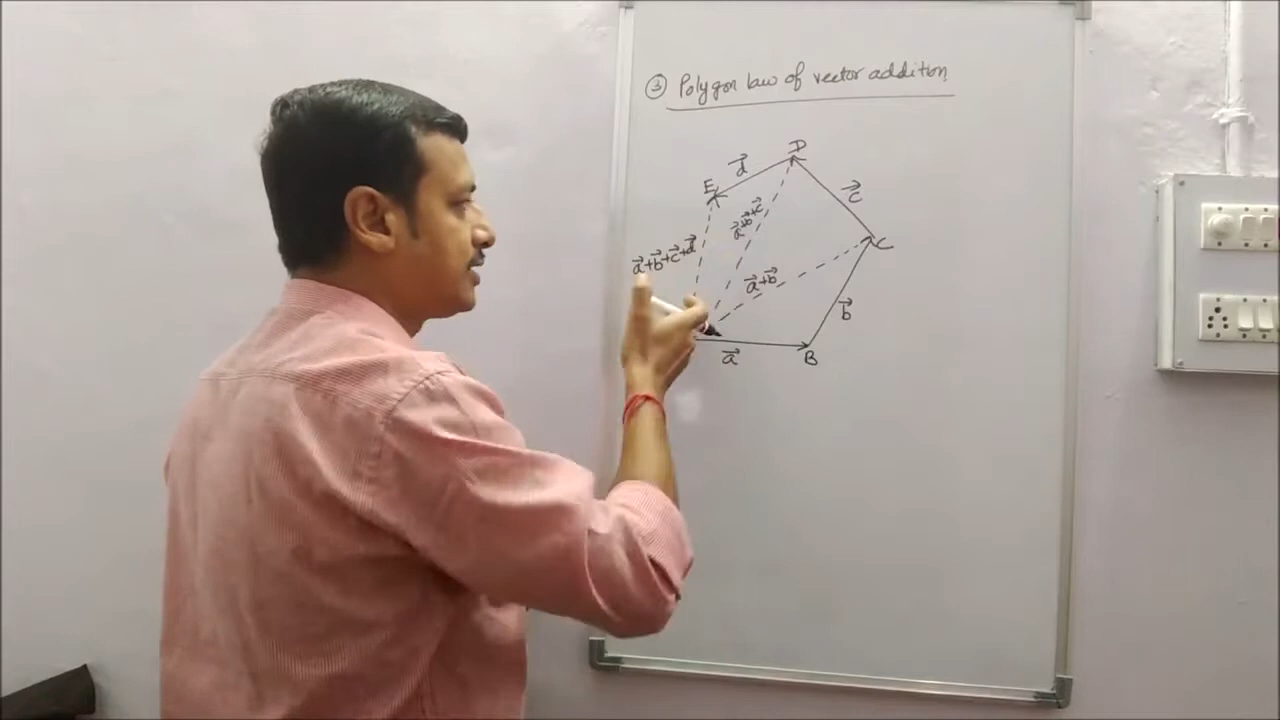 ③ Polygon law of vector addition
D
d⃗
E
c⃗
a⃗+b⃗+c⃗
C
a⃗+b⃗+c⃗+d⃗
a⃗+b⃗
b⃗
a⃗
B